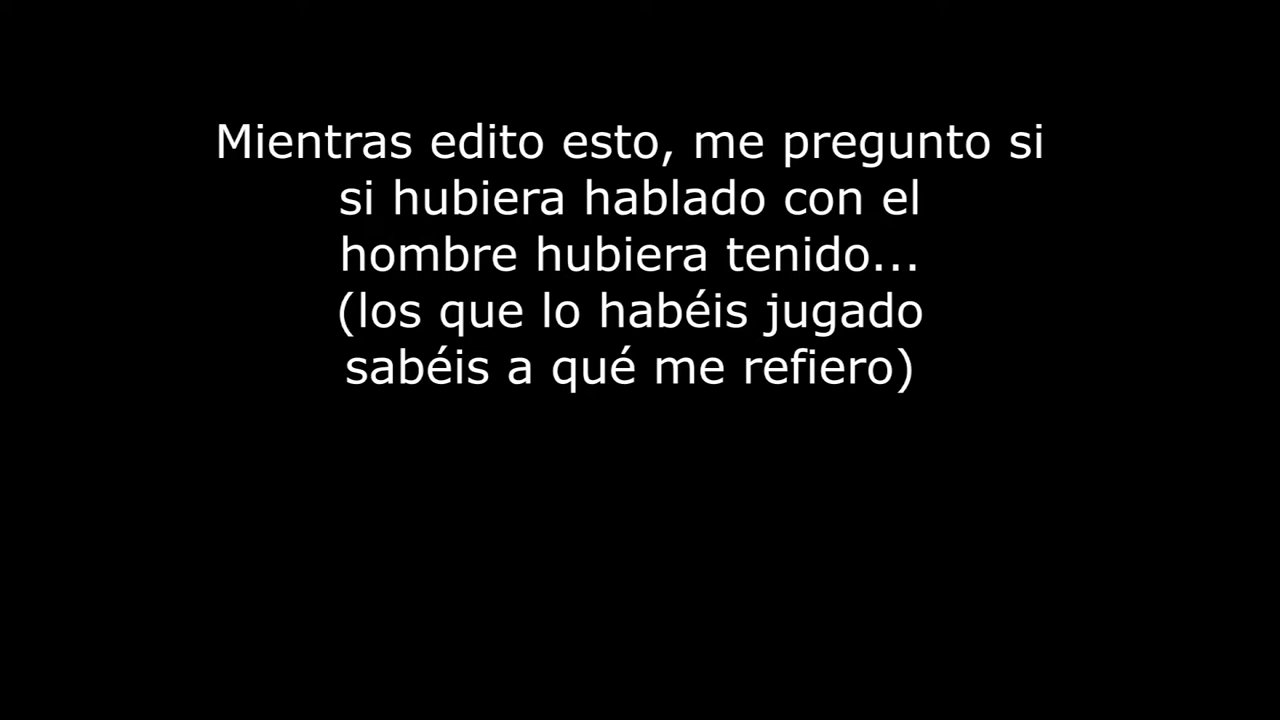 Mientras edito esto, me pregunto si
si hubiera hablado con el
hombre hubiera tenido...
(los que lo habéis jugado
sabéis a qué me refiero)